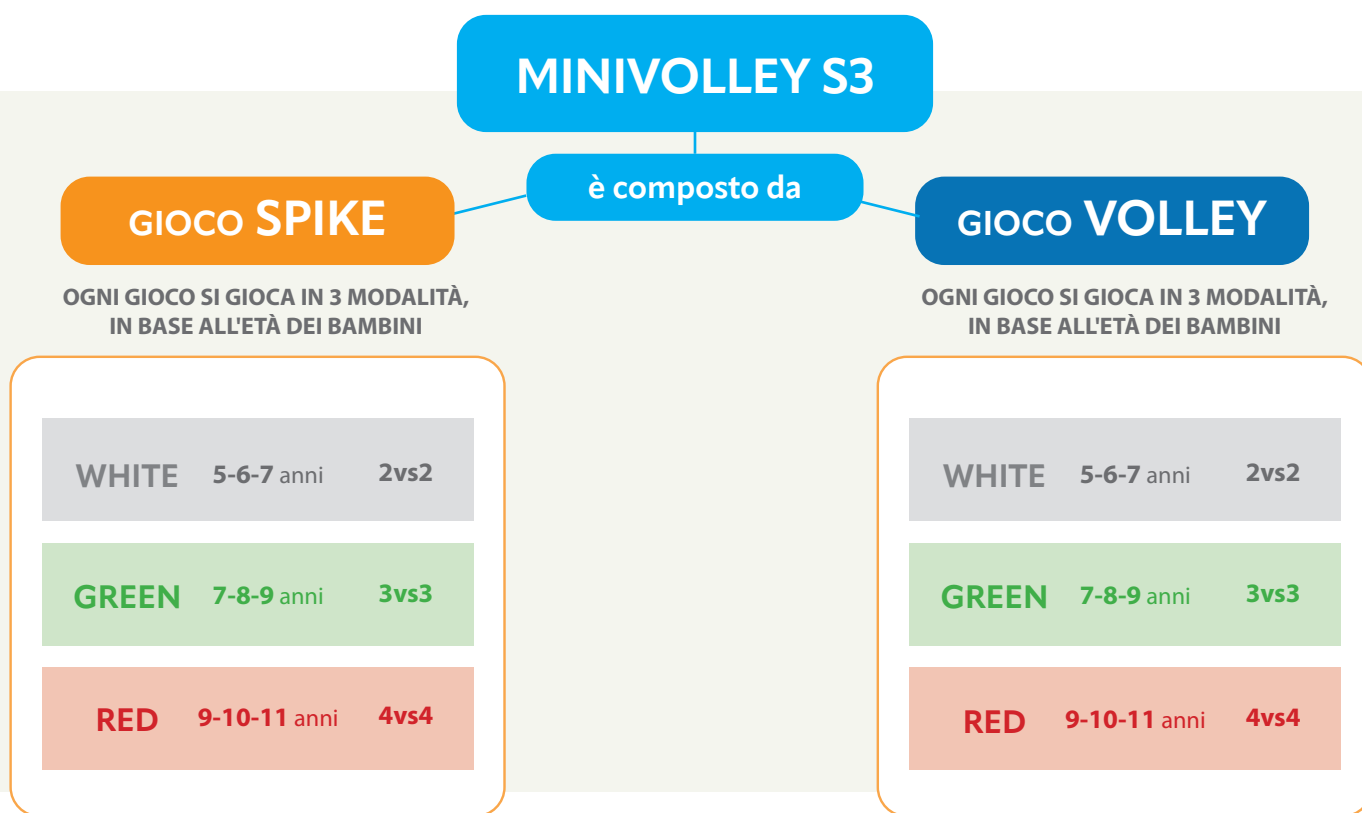 MINIVOLLEY S3
è composto da
GIOCO SPIKE
OGNI GIOCO SI GIOCA IN 3 MODALITÀ,
IN BASE ALL'ETÀ DEI BAMBINI
WHITE 5-6-7 anni 2vs2
GREEN 7-8-9 anni 3vs3
RED 9-10-11 anni 4vs4
GIOCO VOLLEY
OGNI GIOCO SI GIOCA IN 3 MODALITÀ,
IN BASE ALL'ETÀ DEI BAMBINI
WHITE 5-6-7 anni 2vs2
GREEN 7-8-9 anni 3vs3
RED 9-10-11 anni 4vs4